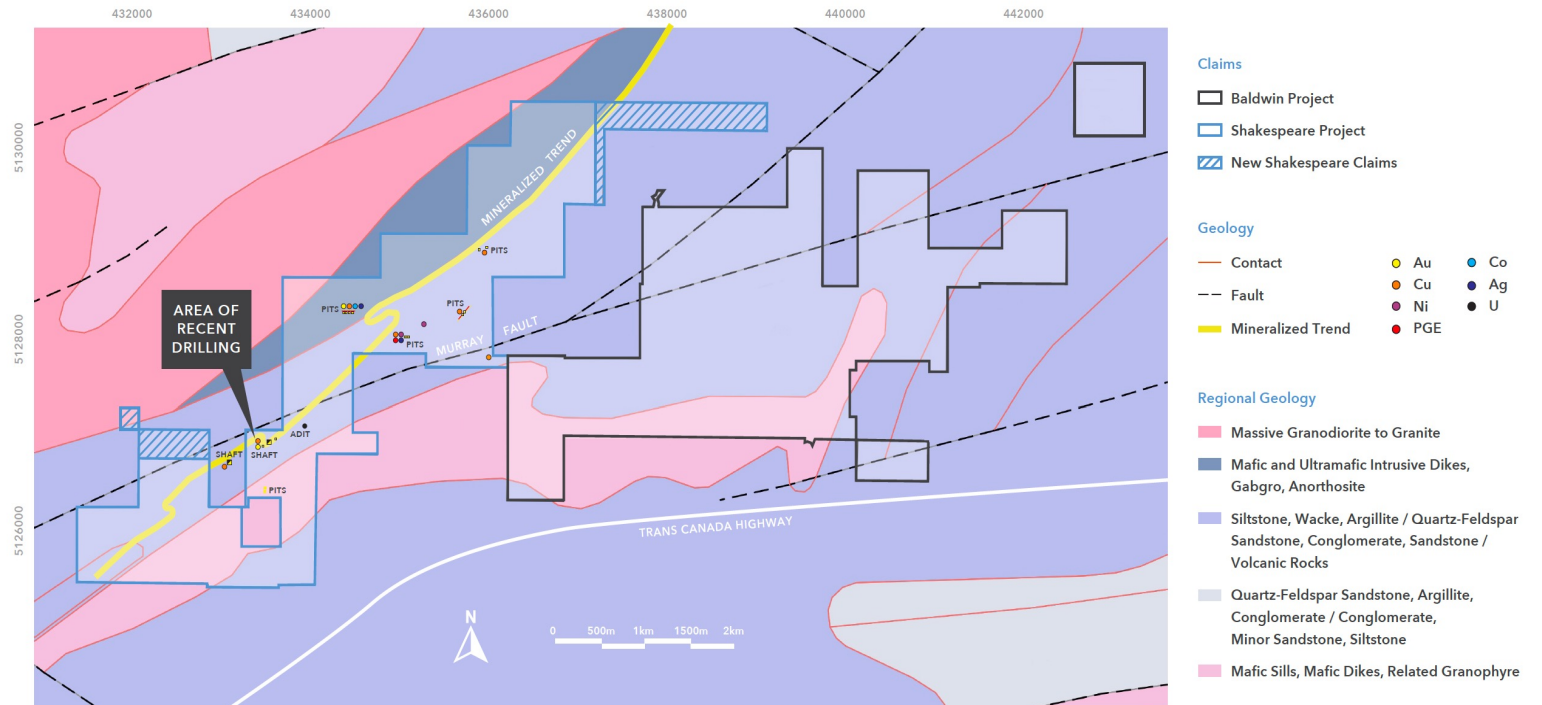 432000
434000
436000
438000
440000
442000
5130000
5128000
5126000
MINERALIZED TREND
PITS
PITS
PITS
PITS
MURRAY FAULT
AREA OF
RECENT
DRILLING
ADIT
SHAFT
SHAFT
PITS
TRANS CANADA HIGHWAY
N
0 500m 1km 1500m 2km
Claims
Baldwin Project
Shakespeare Project
New Shakespeare Claims
Geology
Contact
Fault
Mineralized Trend
Au
Cu
Ni
PGE
Co
Ag
U
Regional Geology
Massive Granodiorite to Granite
Mafic and Ultramafic Intrusive Dikes,
Gabgro, Anorthosite
Siltstone, Wacke, Argillite / Quartz-Feldspar
Sandstone, Conglomerate, Sandstone /
Volcanic Rocks
Quartz-Feldspar Sandstone, Argillite,
Conglomerate / Conglomerate,
Minor Sandstone, Siltstone
Mafic Sills, Mafic Dikes, Related Granophyre